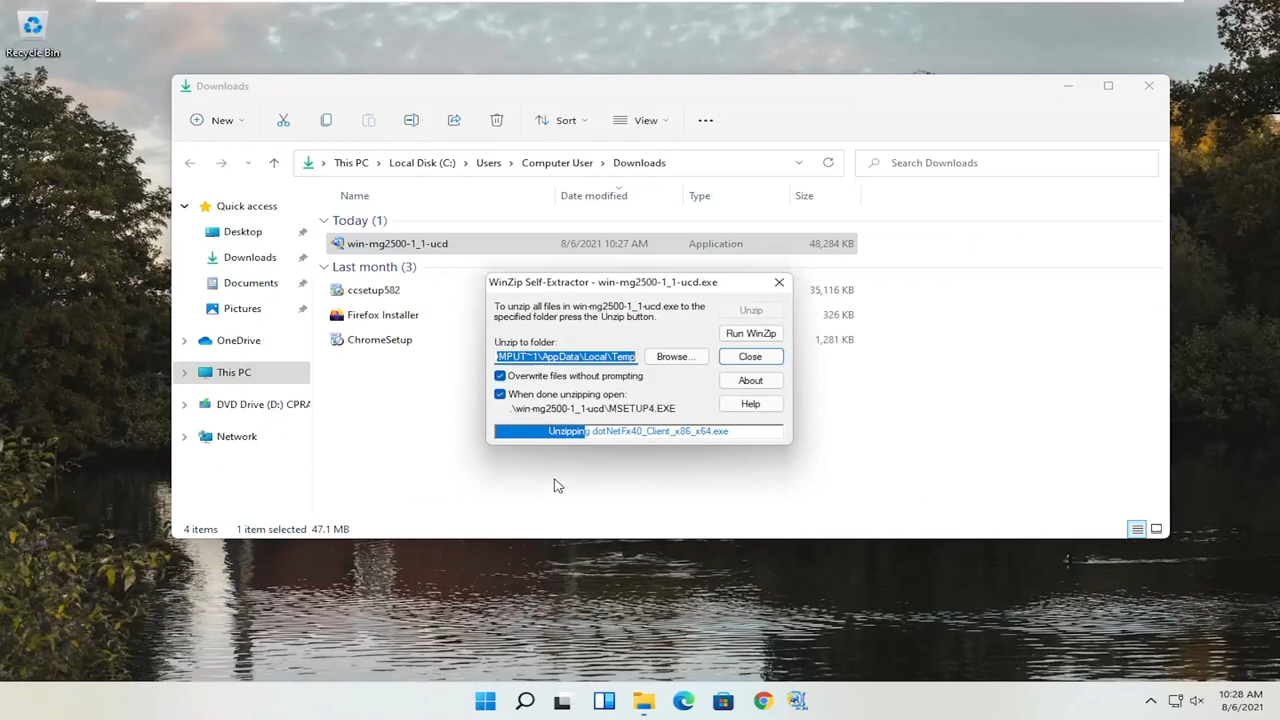 Recycle Bin
Downloads
New
Sort
View
This PC
Local Disk (C:)
Users
Computer User
Downloads
Search Downloads
Name
Date modified
Type
Size
Quick access
Desktop
Downloads
Documents
Pictures
OneDrive
This PC
DVD Drive (D:) CPRA
Network
Today (1)
win-mg2500-1_1-ucd 8/6/2021 10:27 AM Application 48,284 KB
Last month (3)
ccsetup582 35,116 KB
Firefox Installer 326 KB
ChromeSetup 1,281 KB
WinZip Self-Extractor - win-mg2500-1_1-ucd.exe
To unzip all files in win-mg2500-1_1-ucd.exe to the
specified folder press the Unzip button.
Unzip to folder:
MPUT~1\AppData\Local\Temp
Browse...
Overwrite files without prompting
When done unzipping open:
.\win-mg2500-1_1-ucd\MSETUP4.EXE
Unzipping dotNetFx40_Client_x86_x64.exe
Unzip
Run WinZip
Close
About
Help
4 items 1 item selected 47.1 MB
10:28 AM
8/6/2021